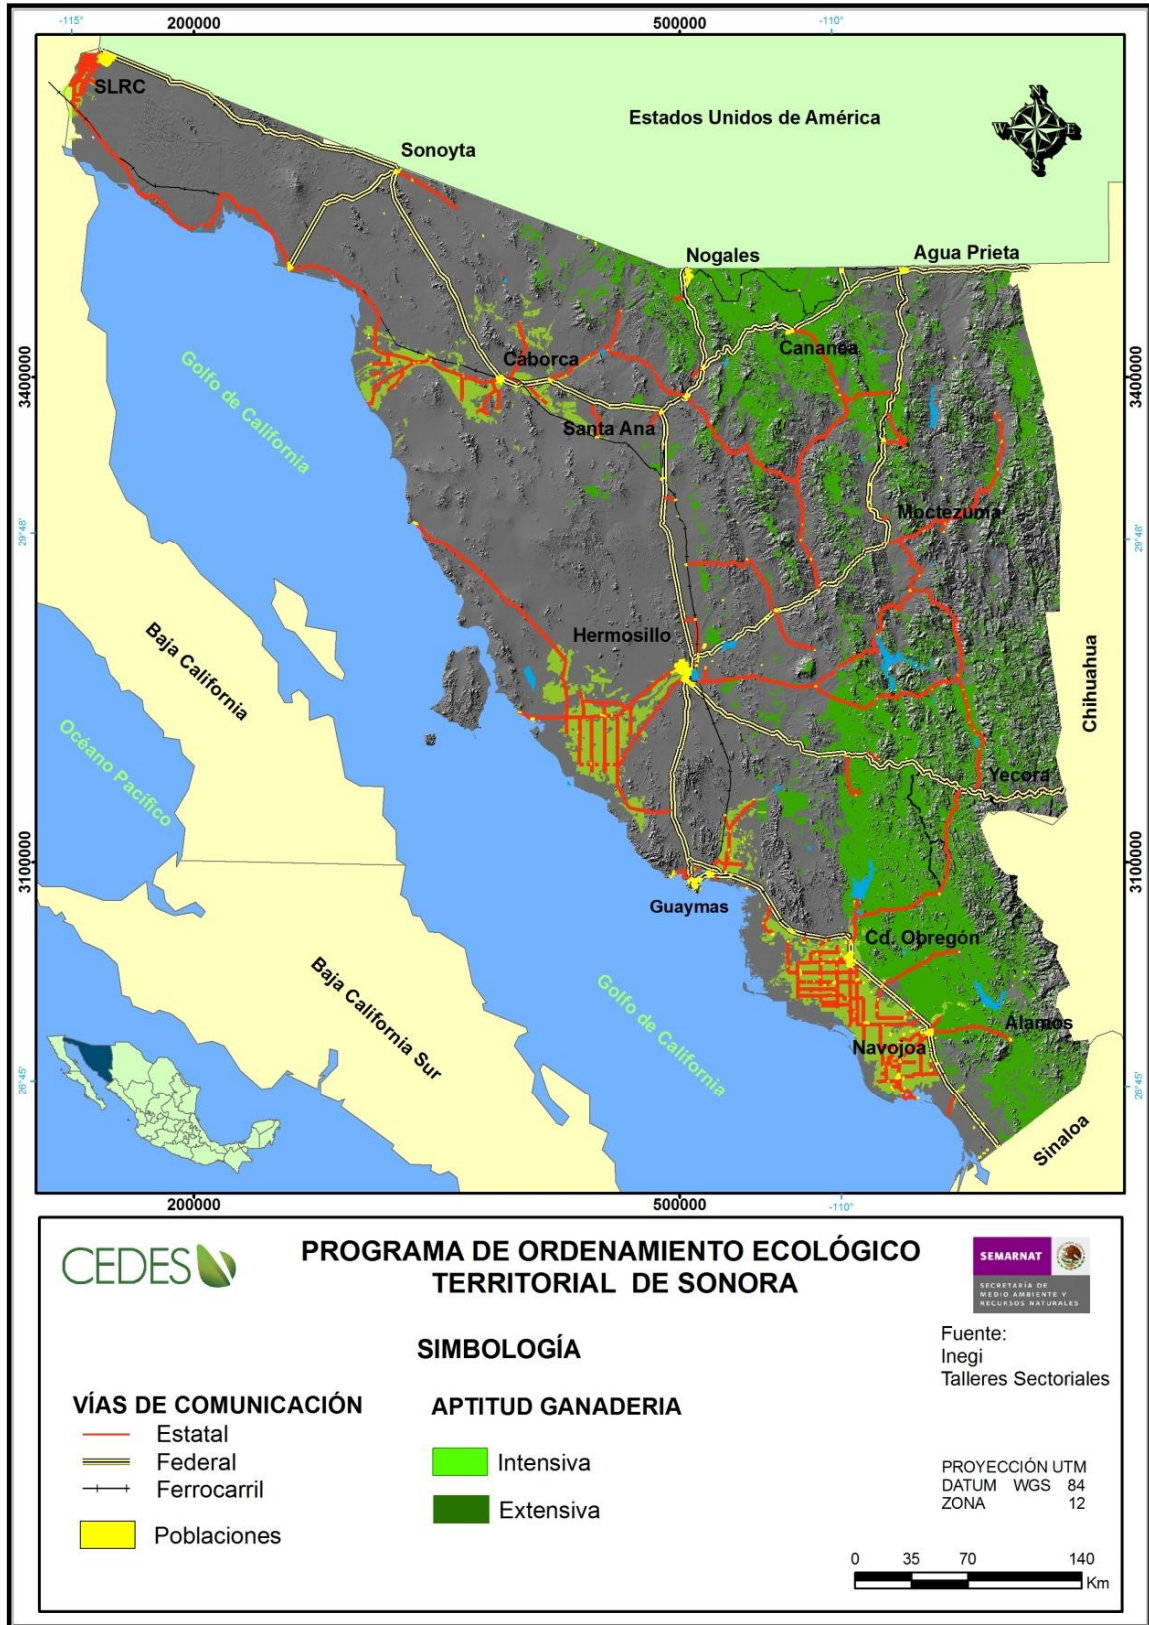 -115°
200000
500000
-110°
SLRC
Estados Unidos de América
N
W
E
S
Sonoyta
Nogales
Agua Prieta
3400000
Golfo de California
Caborca
Cananea
3400000
Santa Ana
29°48'
Moctezuma
29°48'
Baja California
Hermosillo
Chihuahua
Océano Pacífico
Yecora
3100000
3100000
Guaymas
Cd. Obregón
Baja California Sur
Golfo de California
Álamos
Navojoa
26°45'
26°45'
Sinaloa
200000
500000
-110°
CEDES
PROGRAMA DE ORDENAMIENTO ECOLÓGICO
TERRITORIAL DE SONORA
SEMARNAT
SECRETARÍA DE
MEDIO AMBIENTE Y
RECURSOS NATURALES
SIMBOLOGÍA
Fuente:
Inegi
Talleres Sectoriales
VÍAS DE COMUNICACIÓN
Estatal
Federal
Ferrocarril
Poblaciones
APTITUD GANADERIA
Intensiva
Extensiva
PROYECCIÓN UTM
DATUM WGS 84
ZONA 12
0 35 70 140
Km